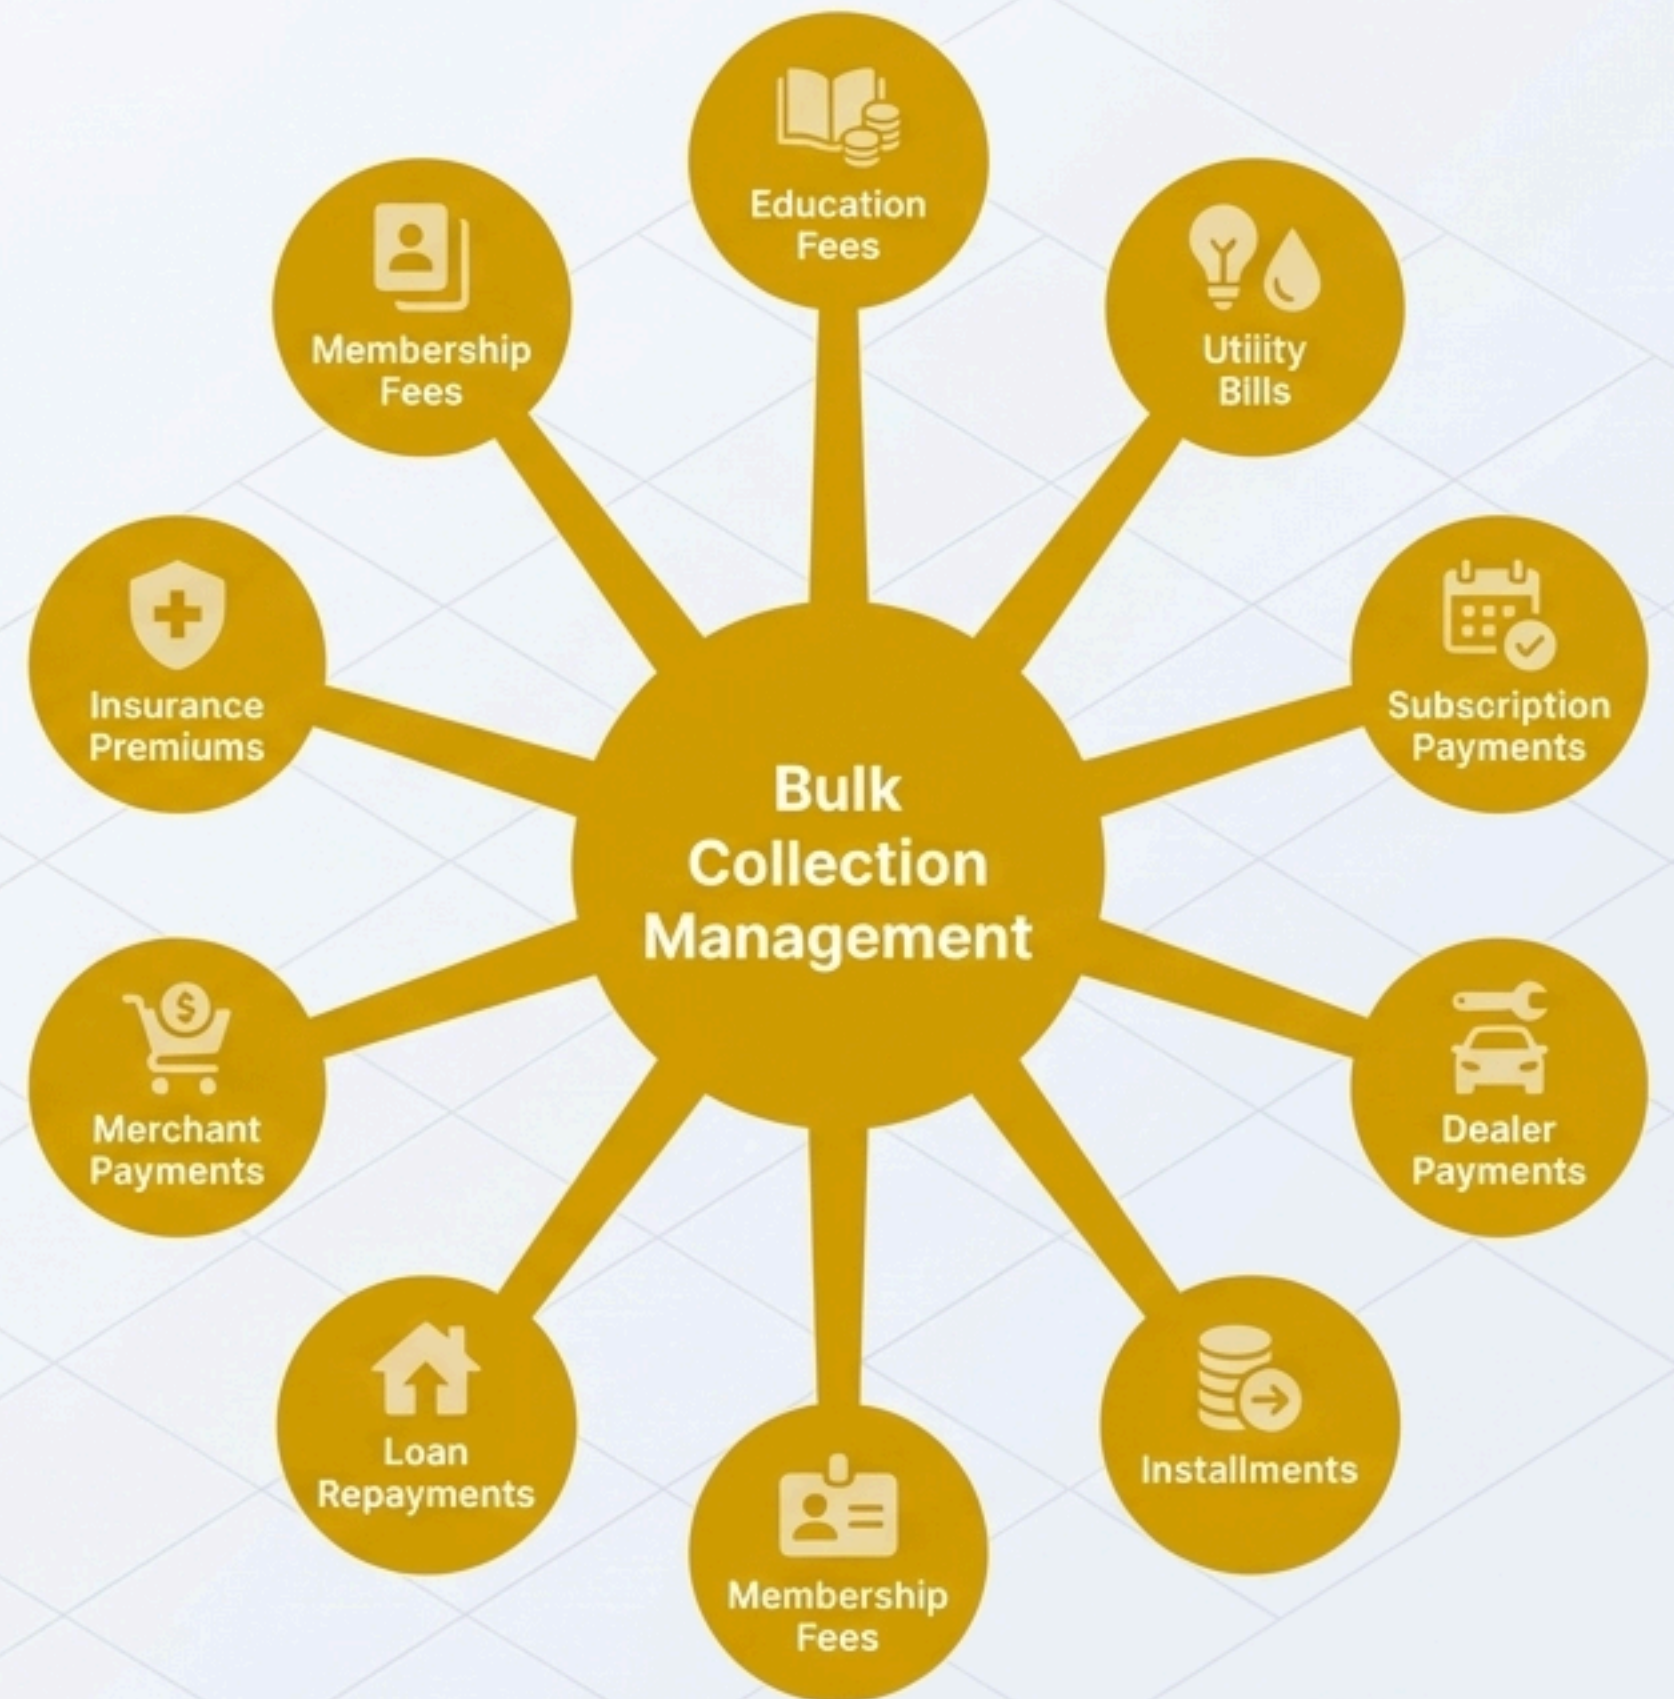 Education
Fees
Membership
Fees
Utiiity
Bills
Insurance
Premiums
Subscription
Payments
Bulk
Collection
Management
$
Merchant
Payments
Dealer
Payments
Loan
Repayments
Installments
Membership
Fees